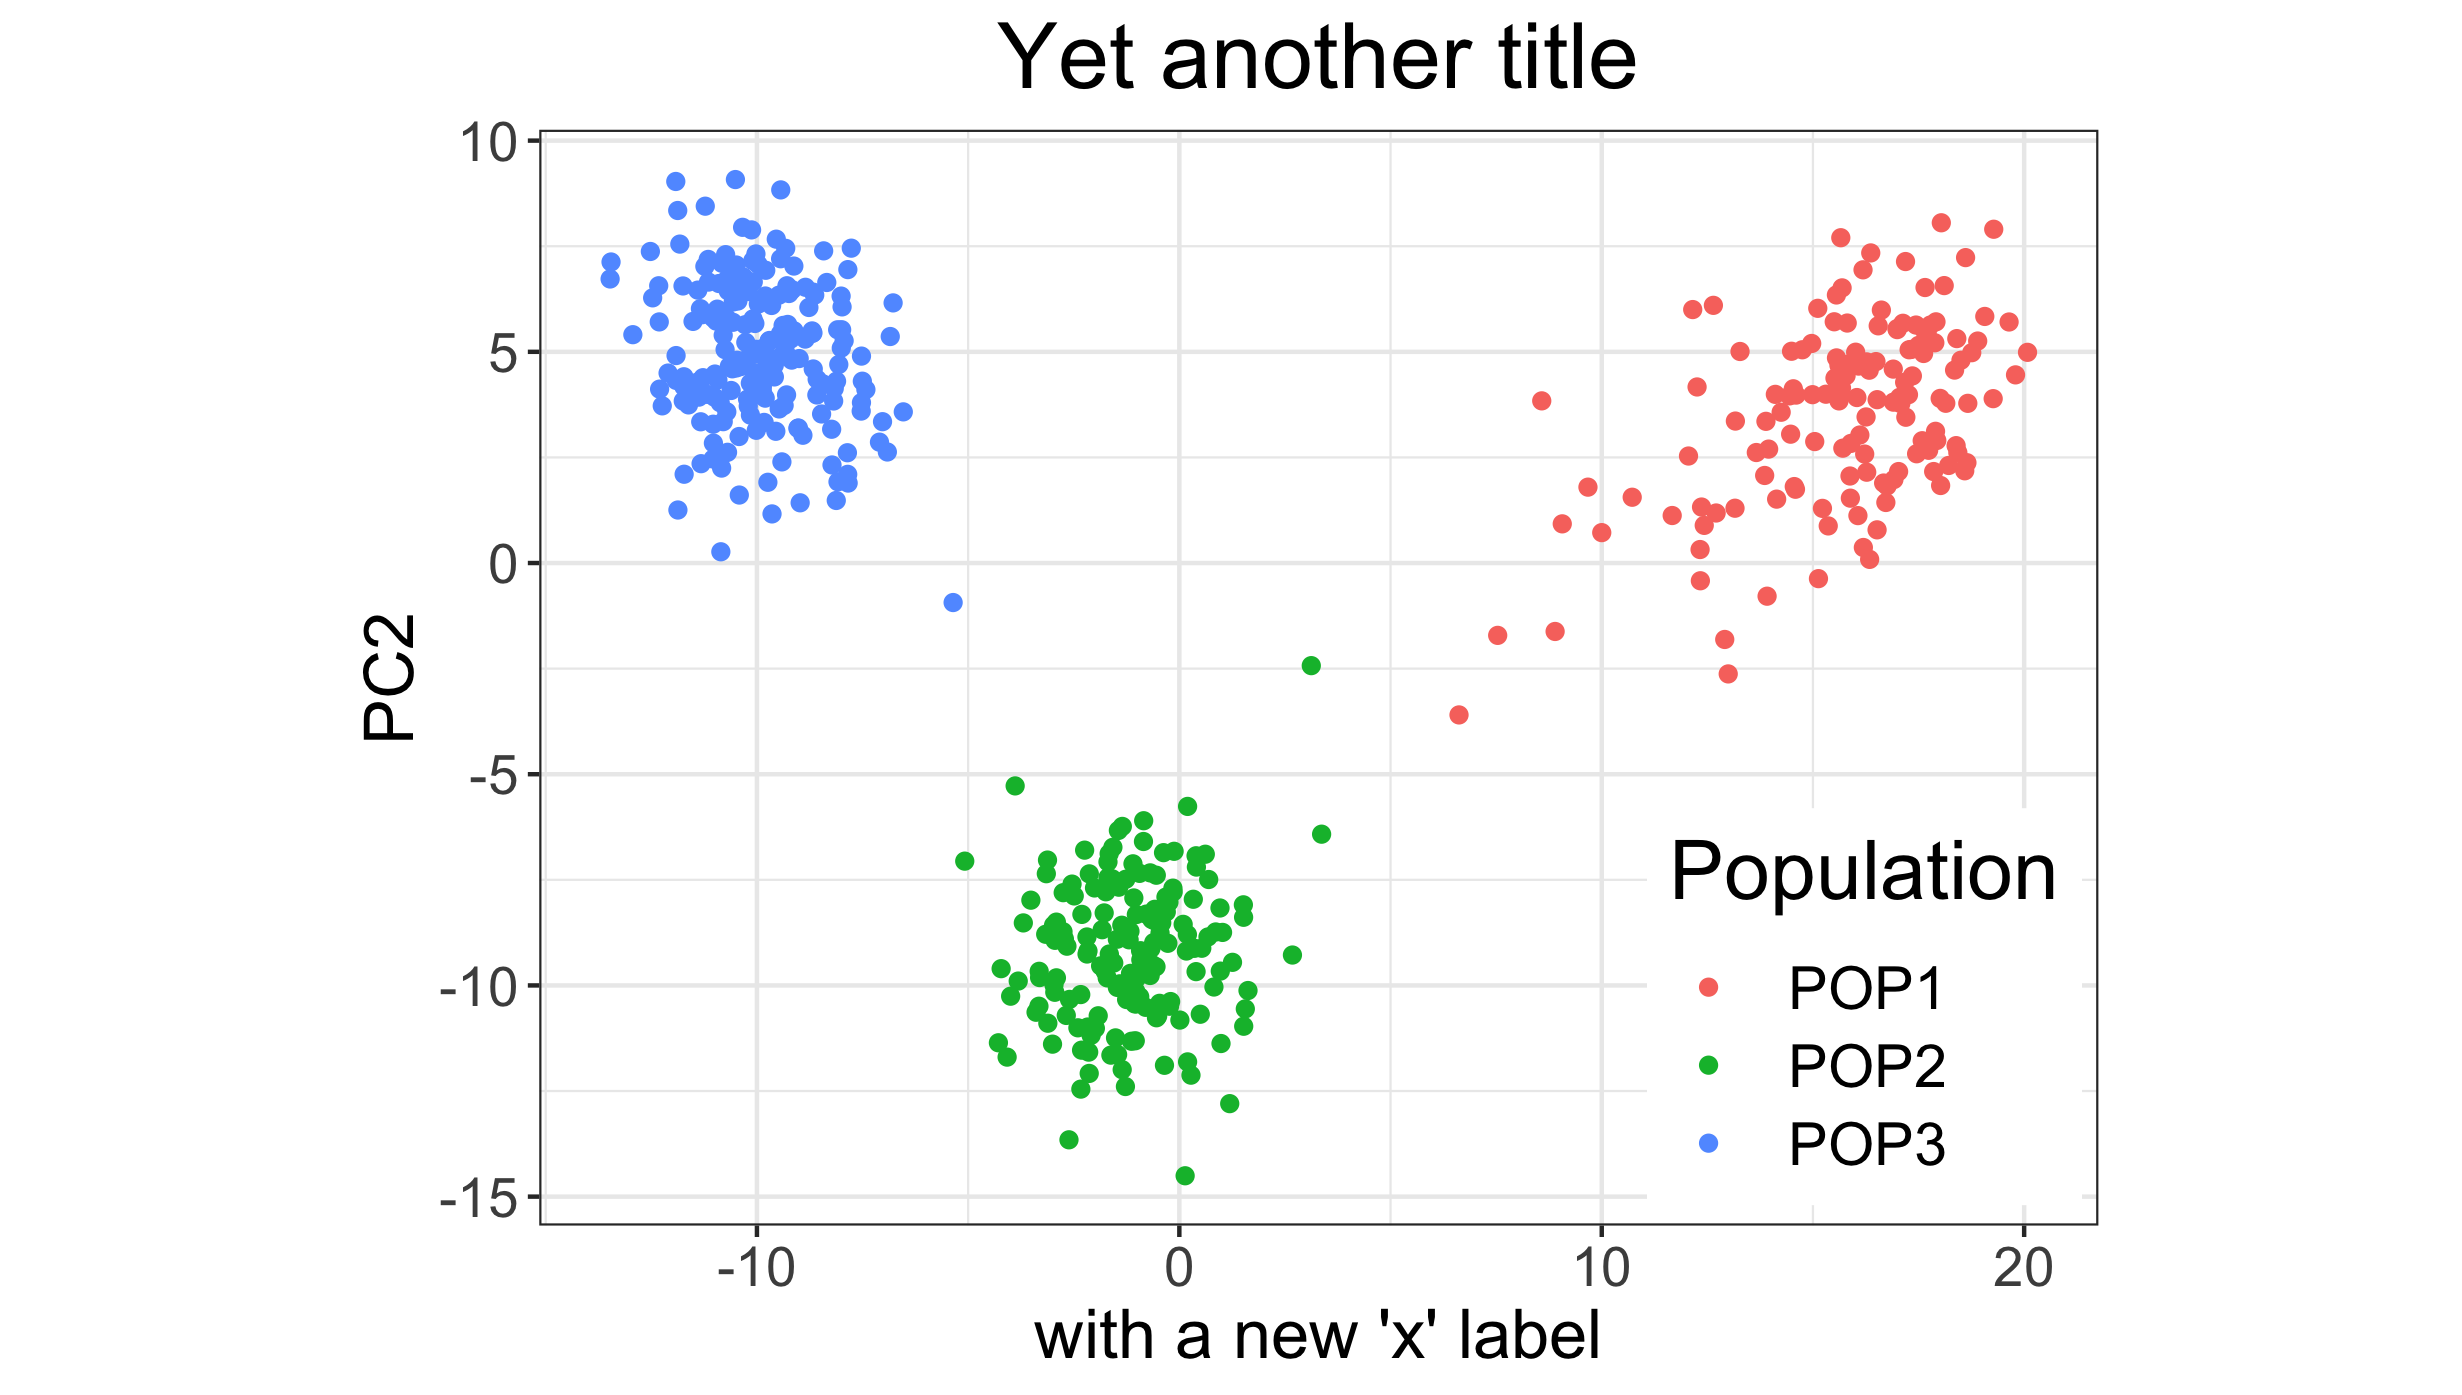 Yet another title
10
5
0
-5
-10
-15
PC2
Population
POP1
POP2
POP3
-10 0 10 20
with a new 'x' label